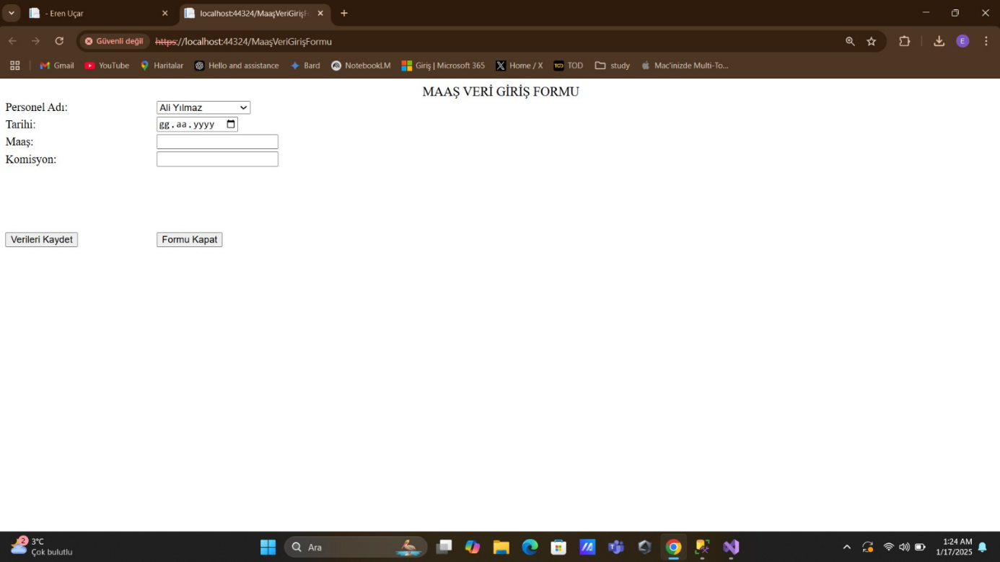 - Eren Uçar
localhost:44324/MaaşVeriGirişF
Güvenli değil https://localhost:44324/MaaşVeriGirişFormu
E
Gmail YouTube Haritalar Hello and assistance Bard NotebookLM Giriş | Microsoft 365 Home / X TOD study Mac'inizde Multi-To...
MAAŞ VERİ GİRİŞ FORMU
Personel Adı: Ali Yılmaz
Tarihi: gg.aa.yyyy
Maaş:
Komisyon:
Verileri Kaydet Formu Kapat
2 3°C
Çok bulutlu
Ara
1:24 AM
1/17/2025